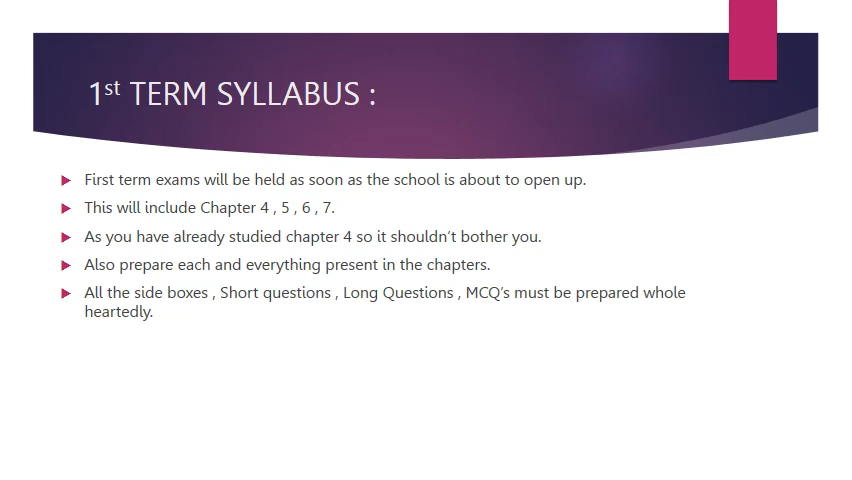 1st TERM SYLLABUS :
First term exams will be held as soon as the school is about to open up.
This will include Chapter 4 , 5 , 6 , 7.
As you have already studied chapter 4 so it shouldn’t bother you.
Also prepare each and everything present in the chapters.
All the side boxes , Short questions , Long Questions , MCQ’s must be prepared whole
heartedly.